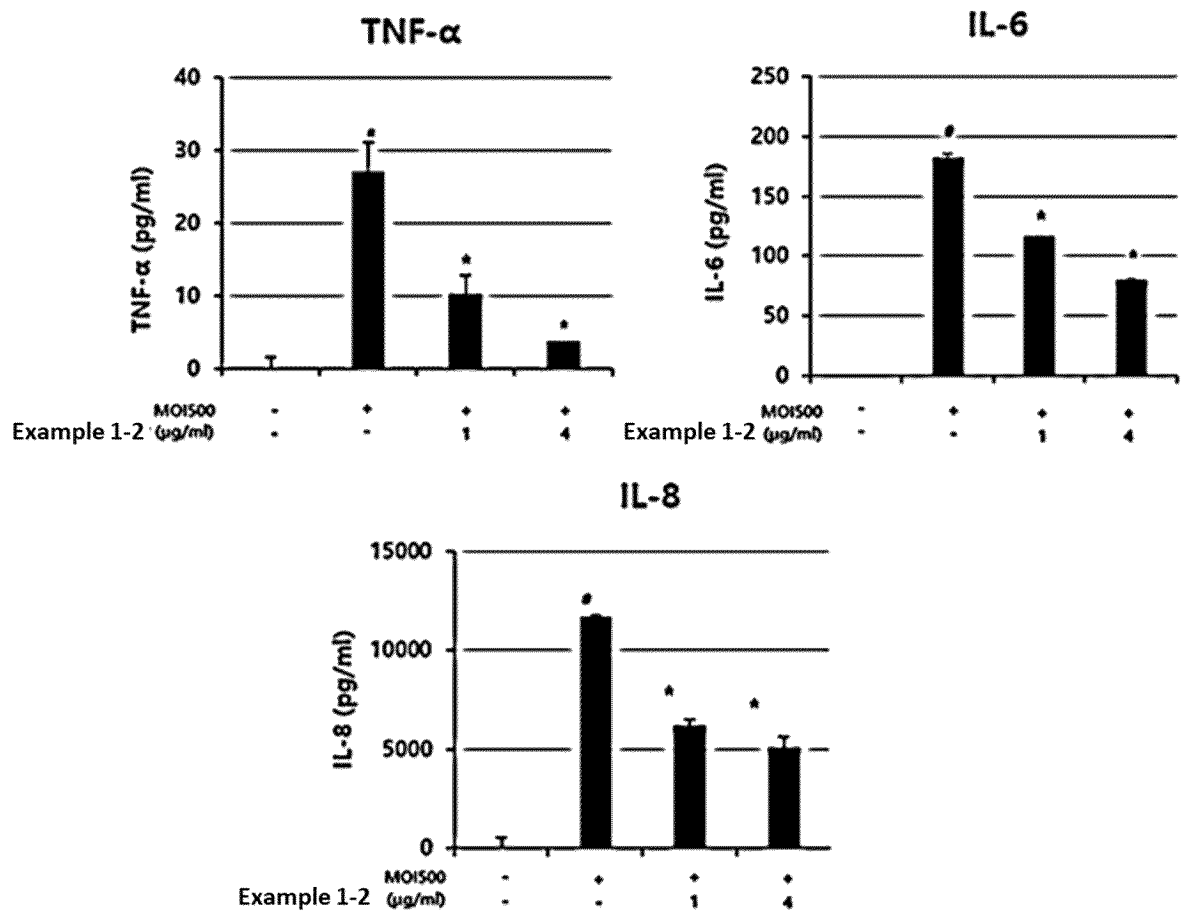 TNF-α
40
30
20
10
0
TNF-α (pg/ml)
#
*
*
MOI500 - + + +
Example 1-2 (μg/ml) - - 1 4
IL-6
250
200
150
100
50
0
IL-6 (pg/ml)
#
*
*
MOI500 - + + +
Example 1-2 (μg/ml) - - 1 4
IL-8
15000
10000
5000
0
IL-8 (pg/ml)
#
*
*
MOI500 - + + +
Example 1-2 (μg/ml) - - 1 4